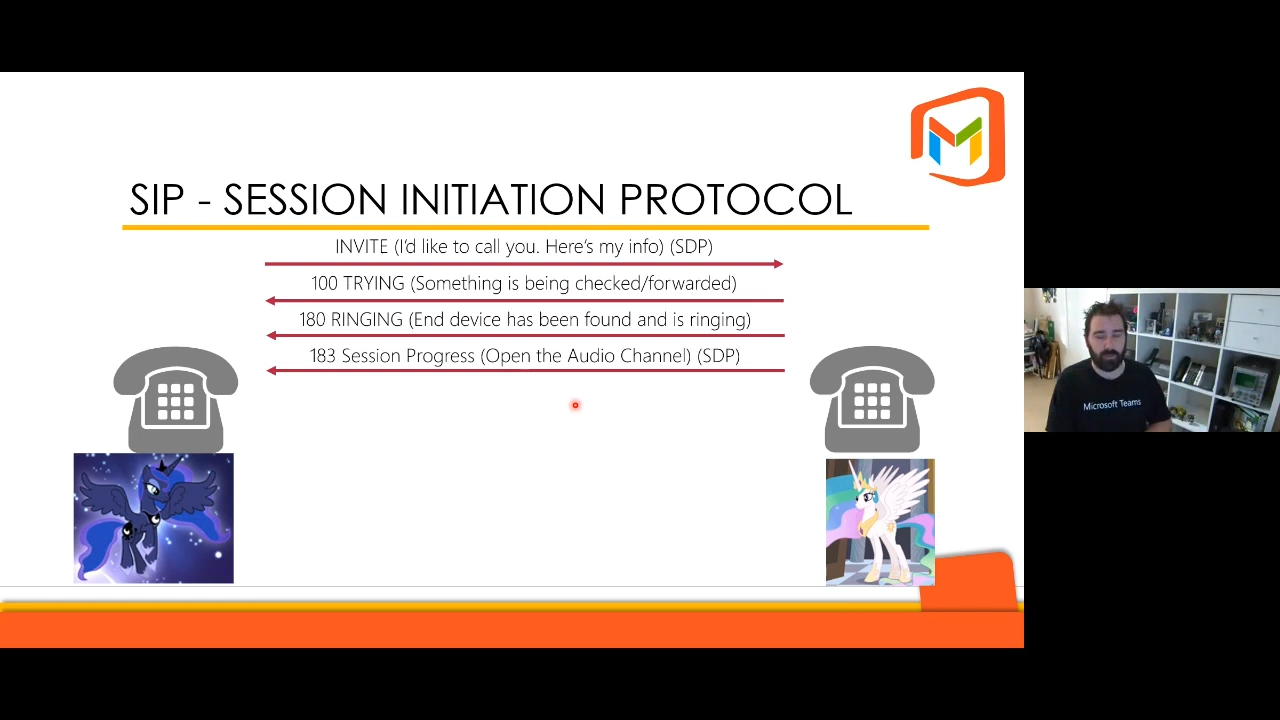 SIP - SESSION INITIATION PROTOCOL
INVITE (I'd like to call you. Here's my info) (SDP)
100 TRYING (Something is being checked/forwarded)
180 RINGING (End device has been found and is ringing)
183 Session Progress (Open the Audio Channel) (SDP)
Microsoft Teams